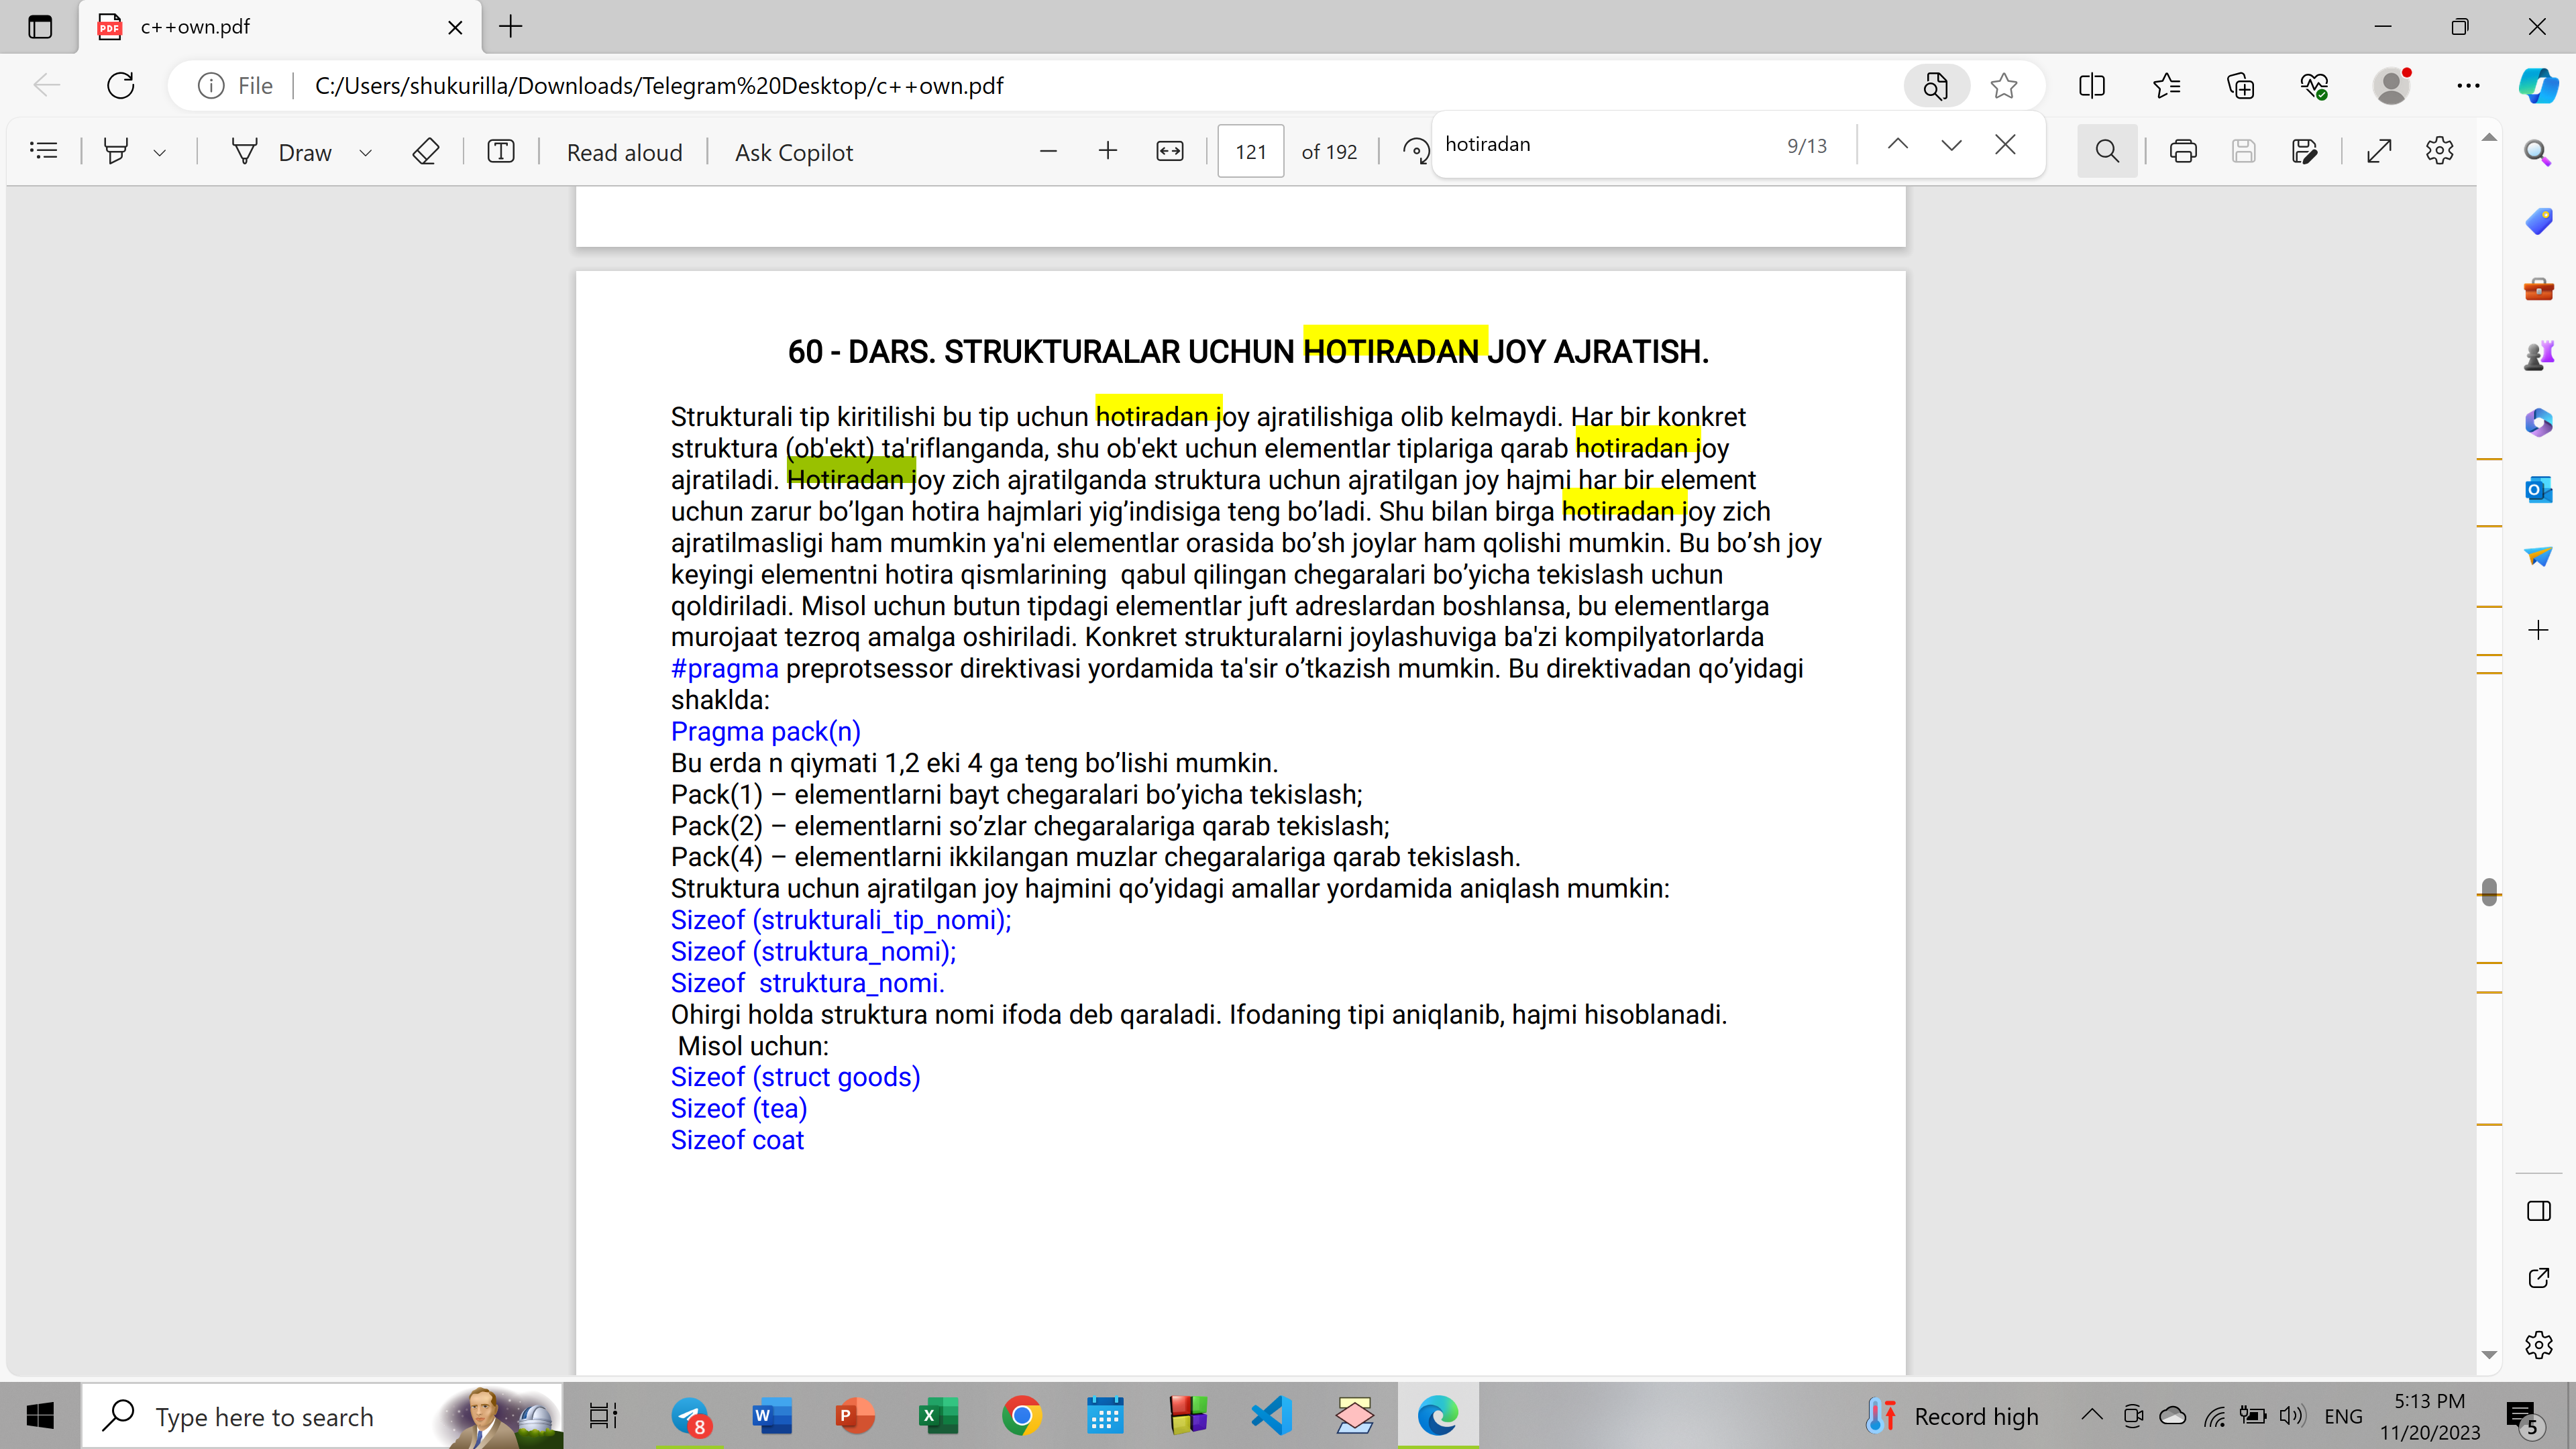 c++own.pdf
File
C:/Users/shukurilla/Downloads/Telegram%20Desktop/c++own.pdf
Draw
Read aloud
Ask Copilot
121
of 192
hotiradan
9/13
60 - DARS. STRUKTURALAR UCHUN HOTIRADAN JOY AJRATISH.
Strukturali tip kiritilishi bu tip uchun hotiradan joy ajratilishiga olib kelmaydi. Har bir konkret
struktura (ob'ekt) ta'riflanganda, shu ob'ekt uchun elementlar tiplariga qarab hotiradan joy
ajratiladi. Hotiradan joy zich ajratilganda struktura uchun ajratilgan joy hajmi har bir element
uchun zarur bo’lgan hotira hajmlari yig’indisiga teng bo’ladi. Shu bilan birga hotiradan joy zich
ajratilmasligi ham mumkin ya'ni elementlar orasida bo’sh joylar ham qolishi mumkin. Bu bo’sh joy
keyingi elementni hotira qismlarining  qabul qilingan chegaralari bo’yicha tekislash uchun
qoldiriladi. Misol uchun butun tipdagi elementlar juft adreslardan boshlansa, bu elementlarga
murojaat tezroq amalga oshiriladi. Konkret strukturalarni joylashuviga ba'zi kompilyatorlarda
#pragma preprotsessor direktivasi yordamida ta'sir o’tkazish mumkin. Bu direktivadan qo’yidagi
shaklda:
Pragma pack(n)
Bu erda n qiymati 1,2 eki 4 ga teng bo’lishi mumkin.
Pack(1) – elementlarni bayt chegaralari bo’yicha tekislash;
Pack(2) – elementlarni so’zlar chegaralariga qarab tekislash;
Pack(4) – elementlarni ikkilangan muzlar chegaralariga qarab tekislash.
Struktura uchun ajratilgan joy hajmini qo’yidagi amallar yordamida aniqlash mumkin:
Sizeof (strukturali_tip_nomi);
Sizeof (struktura_nomi);
Sizeof  struktura_nomi.
Ohirgi holda struktura nomi ifoda deb qaraladi. Ifodaning tipi aniqlanib, hajmi hisoblanadi.
Misol uchun:
Sizeof (struct goods)
Sizeof (tea)
Sizeof coat
Type here to search
8
Record high
ENG
5:13 PM
11/20/2023
5